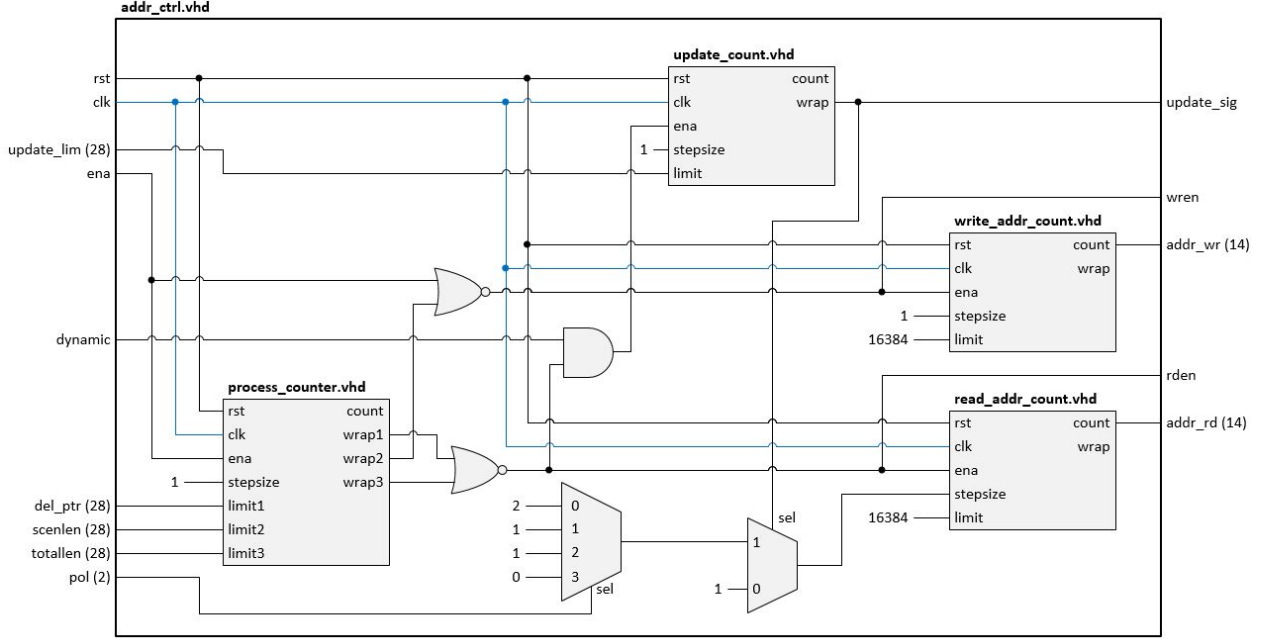 addr_ctrl.vhd
update_count.vhd
rst
rst
count
clk
clk
wrap
update_sig
ena
update_lim (28)
1
stepsize
ena
limit
wren
write_addr_count.vhd
rst
count
addr_wr (14)
clk
wrap
ena
1
stepsize
dynamic
16384
limit
rden
process_counter.vhd
read_addr_count.vhd
rst
count
rst
count
addr_rd (14)
clk
wrap1
clk
wrap
ena
wrap2
ena
1
stepsize
wrap3
stepsize
del_ptr (28)
limit1
2
0
16384
limit
sel
scenlen (28)
limit2
1
1
1
totallen (28)
limit3
1
2
pol (2)
0
3
sel
1
0